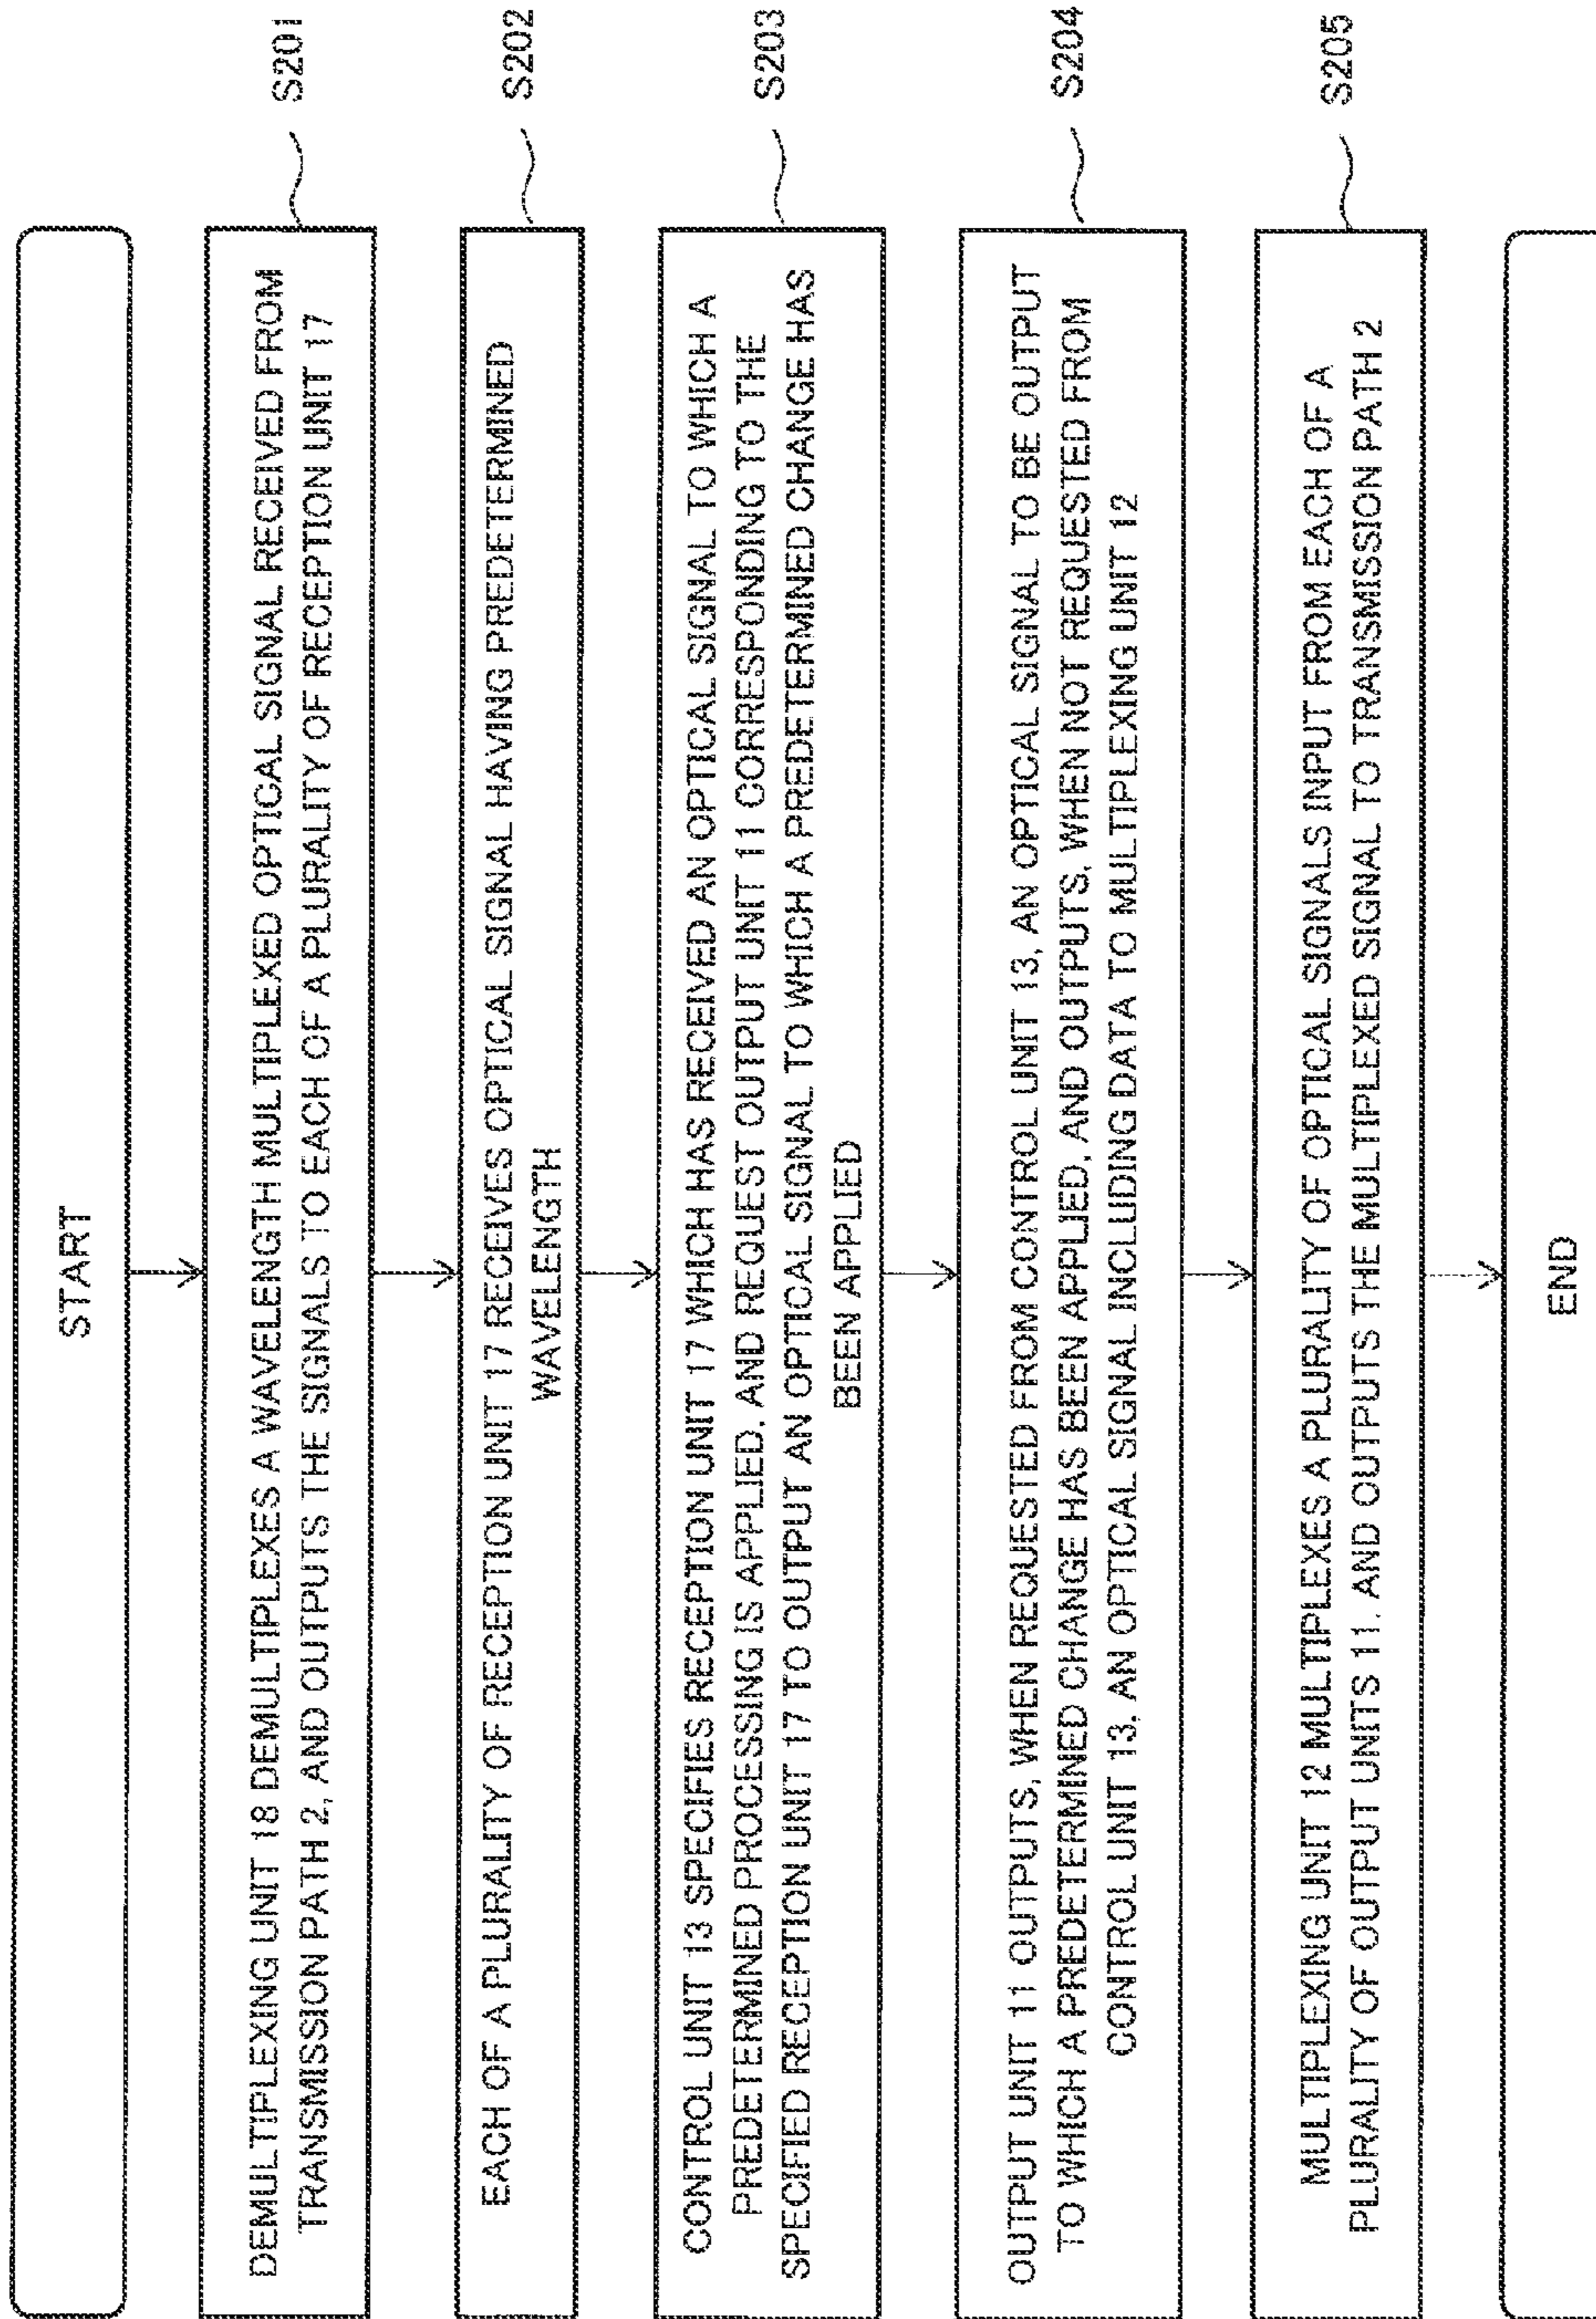 START
DEMULTIPLEXING UNIT 18 DEMULTIPLEXES A WAVELENGTH MULTIPLEXED OPTICAL SIGNAL RECEIVED FROM
TRANSMISSION PATH 2, AND OUTPUTS THE SIGNALS TO EACH OF A PLURALITY OF RECEPTION UNIT 17
S201
EACH OF A PLURALITY OF RECEPTION UNIT 17 RECEIVES OPTICAL SIGNAL HAVING PREDETERMINED
WAVELENGTH
S202
CONTROL UNIT 13 SPECIFIES RECEPTION UNIT 17 WHICH HAS RECEIVED AN OPTICAL SIGNAL TO WHICH A
PREDETERMINED PROCESSING IS APPLIED, AND REQUEST OUTPUT UNIT 11 CORRESPONDING TO THE
SPECIFIED RECEPTION UNIT 17 TO OUTPUT AN OPTICAL SIGNAL TO WHICH A PREDETERMINED CHANGE HAS
BEEN APPLIED
S203
OUTPUT UNIT 11 OUTPUTS, WHEN REQUESTED FROM CONTROL UNIT 13, AN OPTICAL SIGNAL TO BE OUTPUT
TO WHICH A PREDETERMINED CHANGE HAS BEEN APPLIED, AND OUTPUTS, WHEN NOT REQUESTED FROM
CONTROL UNIT 13, AN OPTICAL SIGNAL INCLUDING DATA TO MULTIPLEXING UNIT 12
S204
MULTIPLEXING UNIT 12 MULTIPLEXES A PLURALITY OF OPTICAL SIGNALS INPUT FROM EACH OF A
PLURALITY OF OUTPUT UNITS 11, AND OUTPUTS THE MULTIPLEXED SIGNAL TO TRANSMISSION PATH 2
S205
END